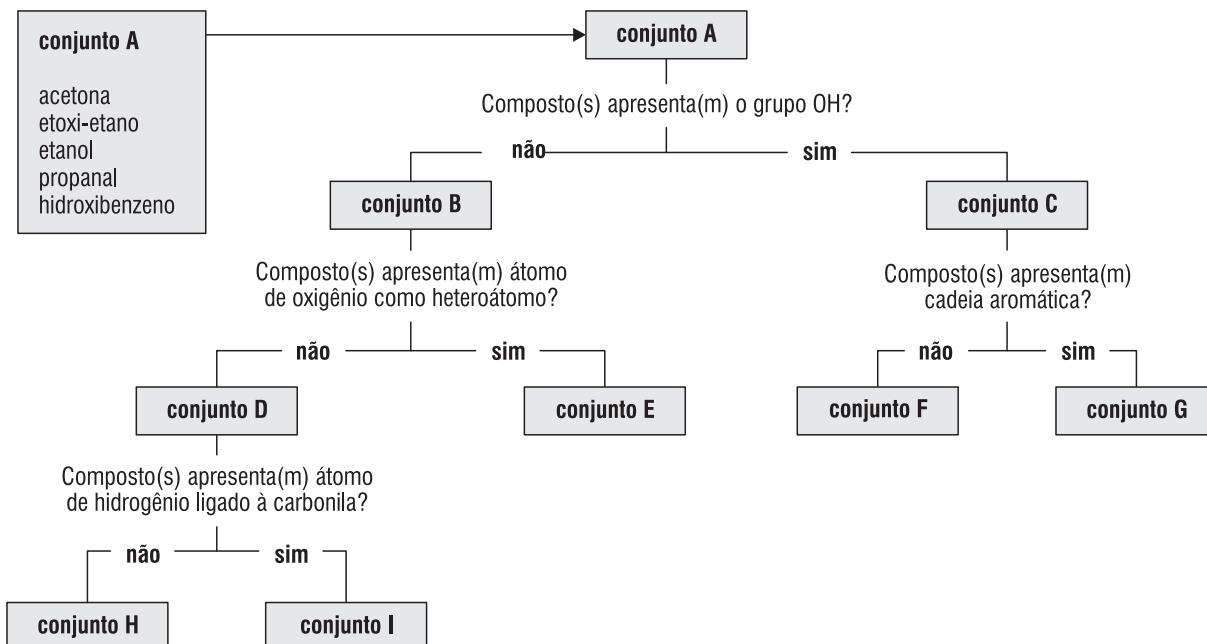 conjunto A
acetona
etoxi-etano
etanol
propanal
hidroxibenzeno
conjunto A
Composto(s) apresenta(m) o grupo OH?
não
sim
conjunto B
conjunto C
Composto(s) apresenta(m) átomo
de oxigênio como heteroátomo?
Composto(s) apresenta(m)
cadeia aromática?
não
sim
não
sim
conjunto D
conjunto E
conjunto F
conjunto G
Composto(s) apresenta(m) átomo
de hidrogênio ligado à carbonila?
não
sim
conjunto H
conjunto I